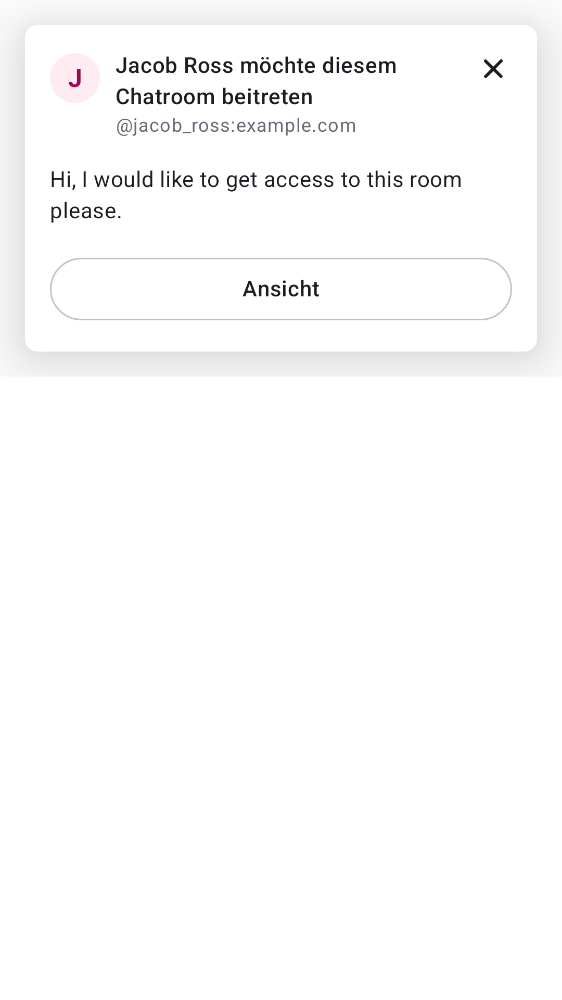 J
Jacob Ross möchte diesem
Chatroom beitreten
@jacob_ross:example.com
Hi, I would like to get access to this room
please.
Ansicht